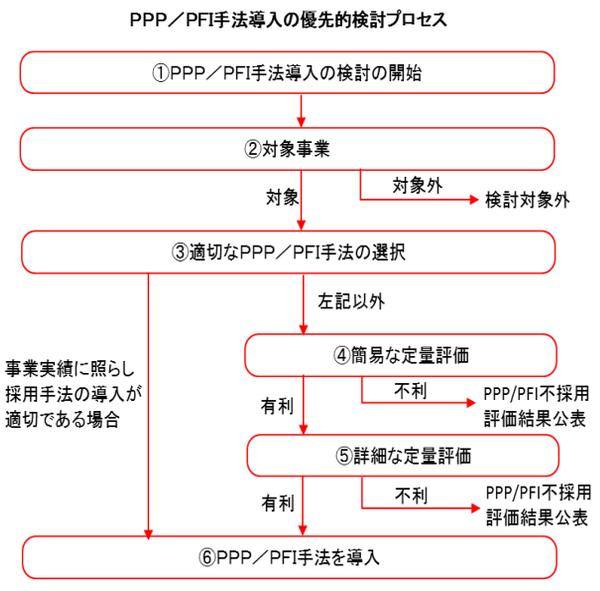 PPP／PFI手法導入の優先的検討プロセス
①PPP／PFI手法導入の検討の開始
②対象事業
対象
対象外
検討対象外
③適切なPPP／PFI手法の選択
左記以外
事業実績に照らし
採用手法の導入が
適切である場合
④簡易な定量評価
有利
不利
PPP/PFI不採用
評価結果公表
⑤詳細な定量評価
有利
不利
PPP/PFI不採用
評価結果公表
⑥PPP／PFI手法を導入